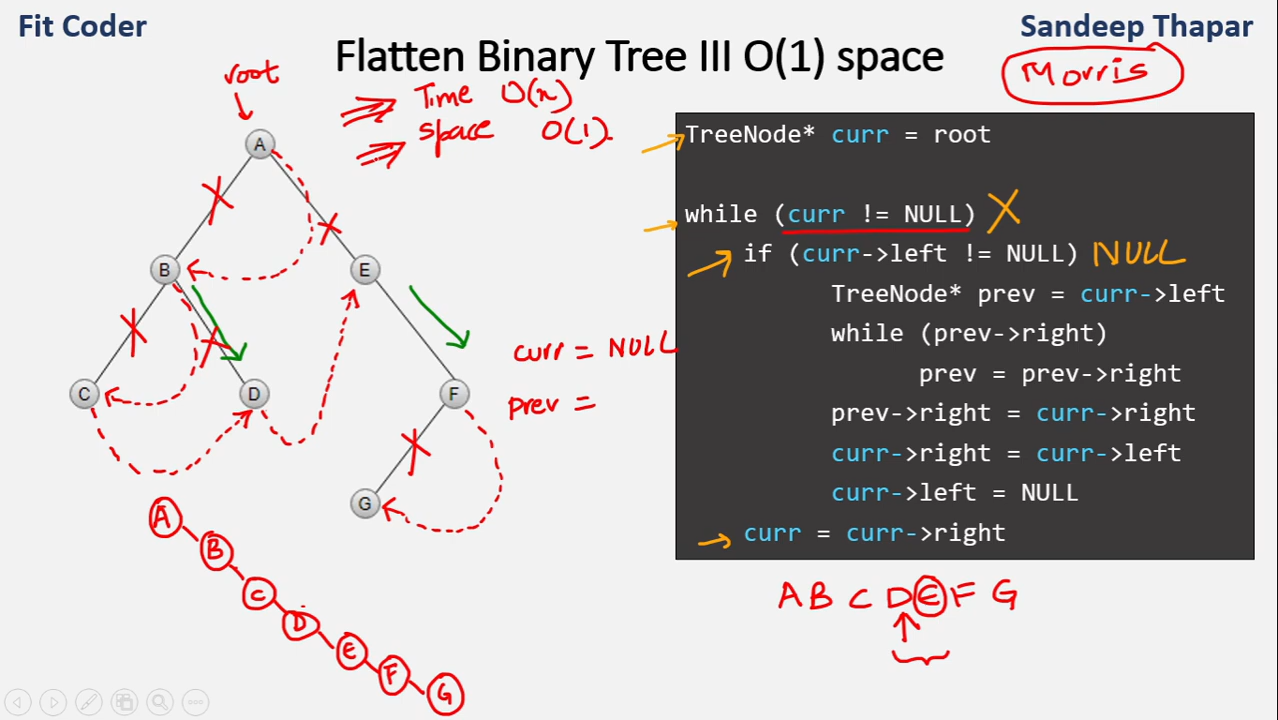 Fit Coder
Sandeep Thapar
Flatten Binary Tree III O(1) space
Morris
root
Time O(n)
space O(1).
A
B
E
C
D
F
G
curr = NULL
prev =
TreeNode* curr = root
while (curr != NULL)
if (curr->left != NULL) NULL
TreeNode* prev = curr->left
while (prev->right)
prev = prev->right
prev->right = curr->right
curr->right = curr->left
curr->left = NULL
curr = curr->right
A B C D E F G
A
B
C
D
E
F
G